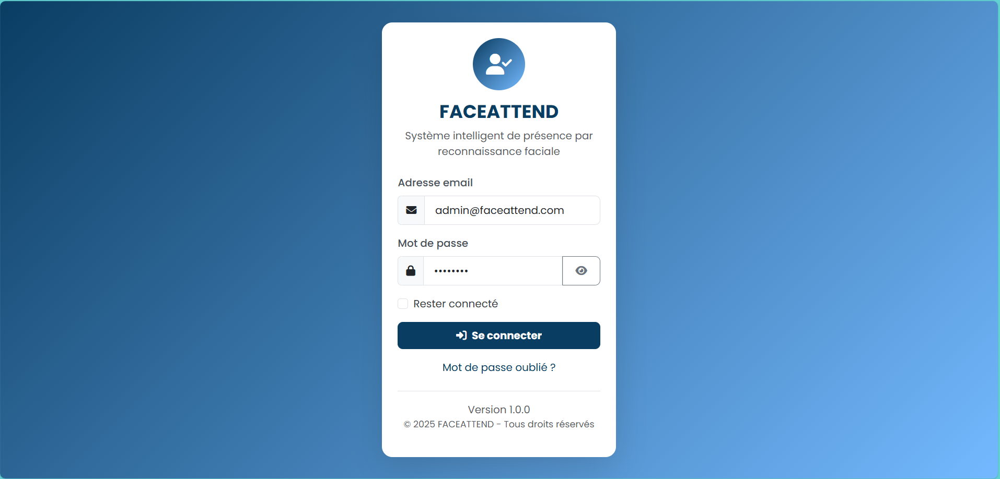 FACEATTEND
Système intelligent de présence par
reconnaissance faciale
Adresse email
admin@faceattend.com
Mot de passe
••••••••
Rester connecté
Se connecter
Mot de passe oublié ?
Version 1.0.0
© 2025 FACEATTEND - Tous droits réservés